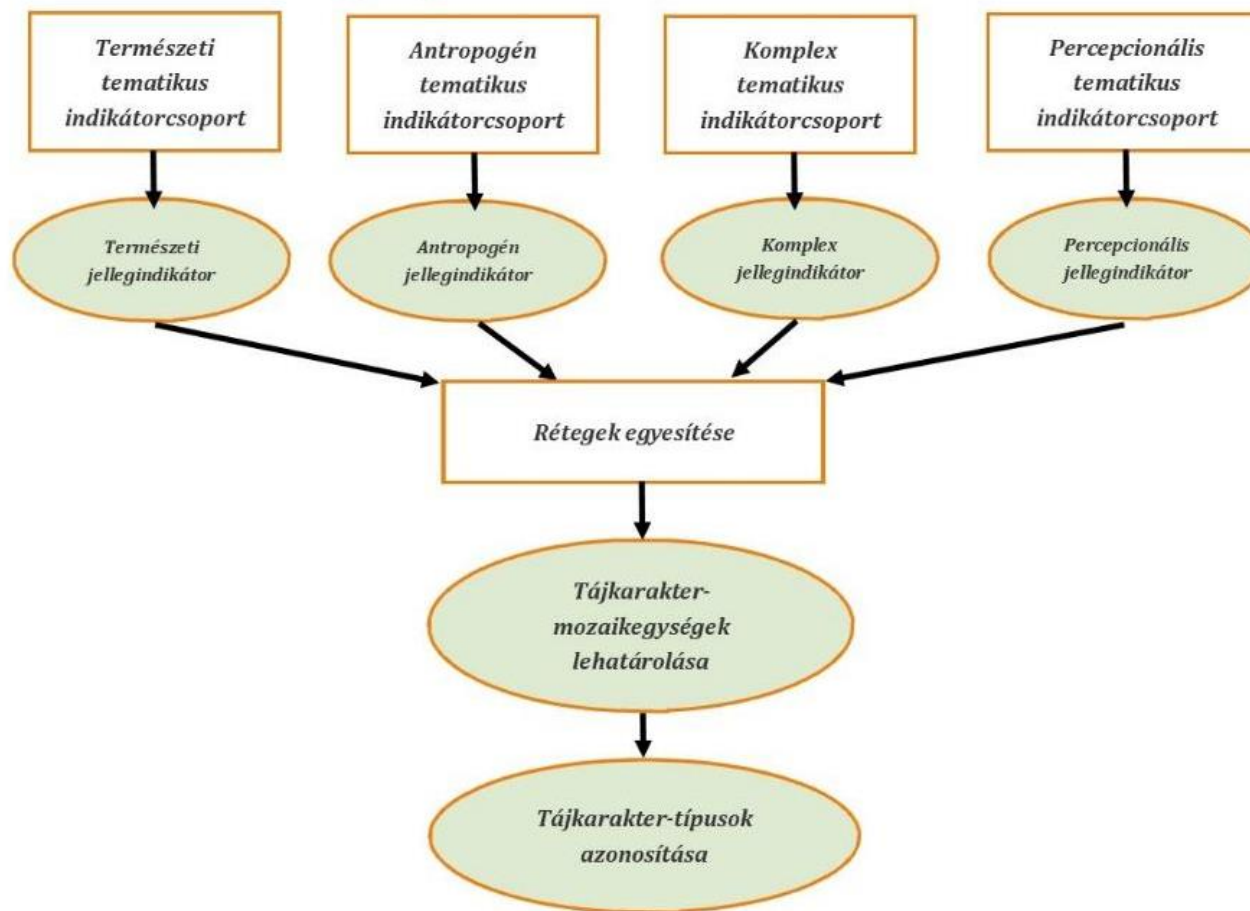 Természeti
tematikus
indikátorcsoport
Antropogén
tematikus
indikátorcsoport
Komplex
tematikus
indikátorcsoport
Percepcionális
tematikus
indikátorcsoport
Természeti
jellegindikátor
Antropogén
jellegindikátor
Komplex
jellegindikátor
Percepcionális
jellegindikátor
Rétegek egyesítése
Tájkarakter-
mozaikegységek
lehatárolása
Tájkarakter-típusok
azonosítása